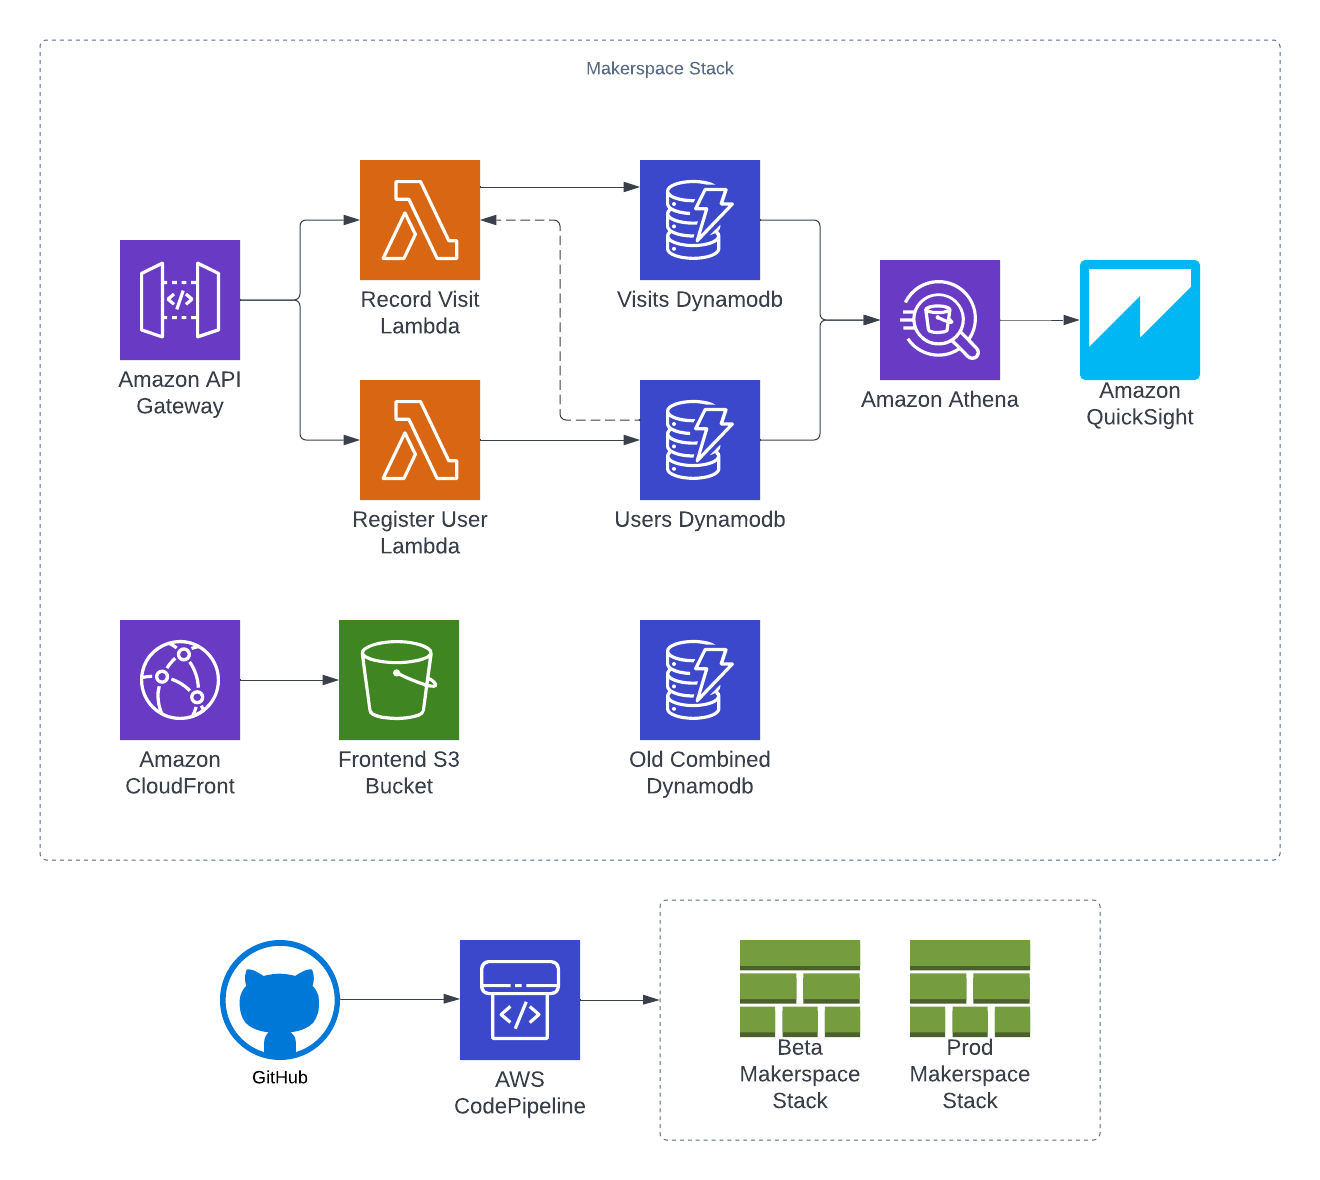 Makerspace Stack
Record Visit
Lambda
Visits Dynamodb
Amazon API
Gateway
Amazon Athena
Amazon
QuickSight
Register User
Lambda
Users Dynamodb
Amazon
CloudFront
Frontend S3
Bucket
Old Combined
Dynamodb
GitHub
AWS
CodePipeline
Beta
Makerspace
Stack
Prod
Makerspace
Stack